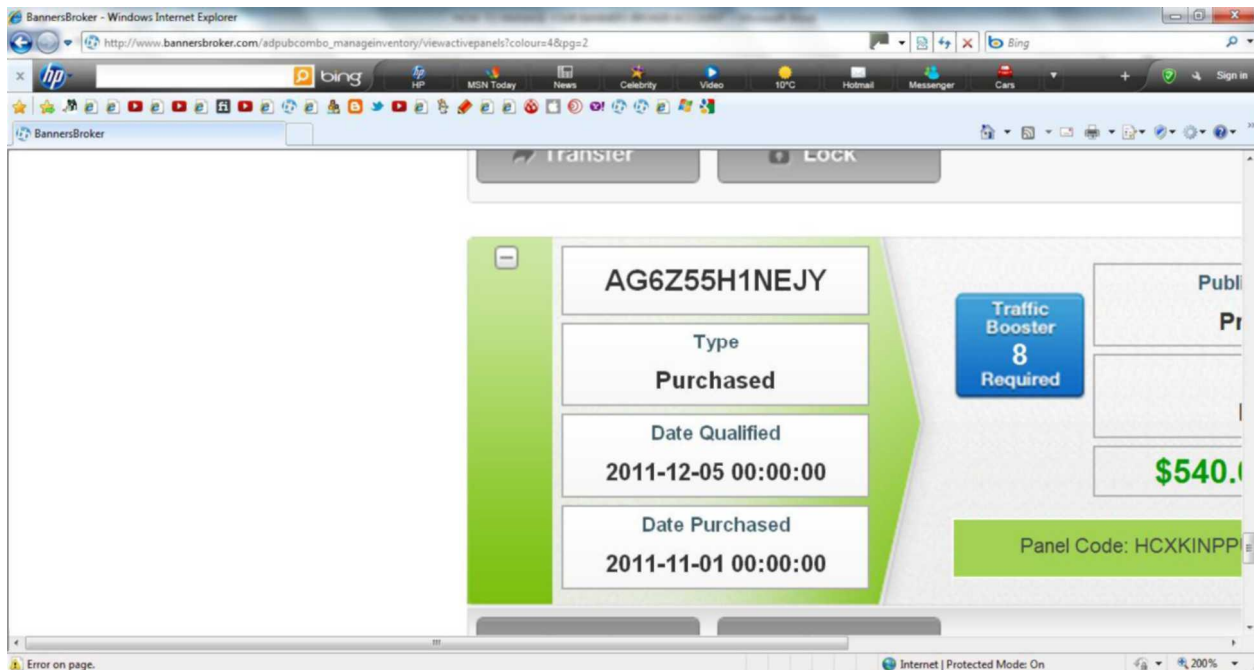 BannersBroker - Windows Internet Explorer
http://www.bannersbroker.com/adpubcombo_manageinventory/viewactivepanels?colour=4&pg=2
Bing
hp
bing
HP
MSN Today
News
Celebrity
Video
10°C
Hotmail
Messenger
Cars
Sign in
BannersBroker
Transfer
Lock
AG6Z55H1NEJY
Type
Purchased
Date Qualified
2011-12-05 00:00:00
Date Purchased
2011-11-01 00:00:00
Traffic
Booster
8
Required
Publi
Pr
$540.
Panel Code: HCXKINPP
Error on page.
Internet | Protected Mode: On
200%